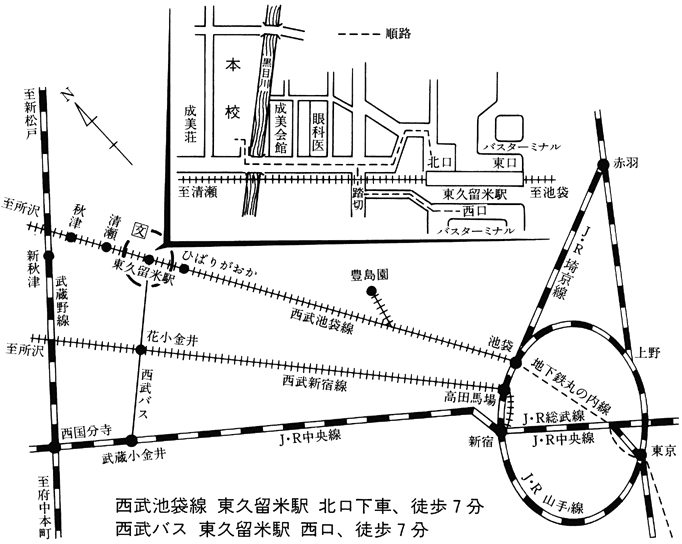 順路
本校
黒目川
成美荘
成美会館
眼科医
バスターミナル
北口
東口
至清瀬
踏切
東久留米駅
至池袋
西口
バスターミナル
N
至新松戸
至所沢
秋津
清瀬
文
東久留米駅
ひばりがおか
新秋津
武蔵野線
豊島園
西武池袋線
赤羽
J・R埼京線
池袋
上野
地下鉄丸の内線
至所沢
花小金井
西武新宿線
高田馬場
西武バス
J・R総武線
J・R中央線
西国分寺
武蔵小金井
J・R中央線
新宿
東京
J・R山手線
至府中本町
西武池袋線 東久留米駅 北口下車、徒歩7分
西武バス 東久留米駅 西口、徒歩7分